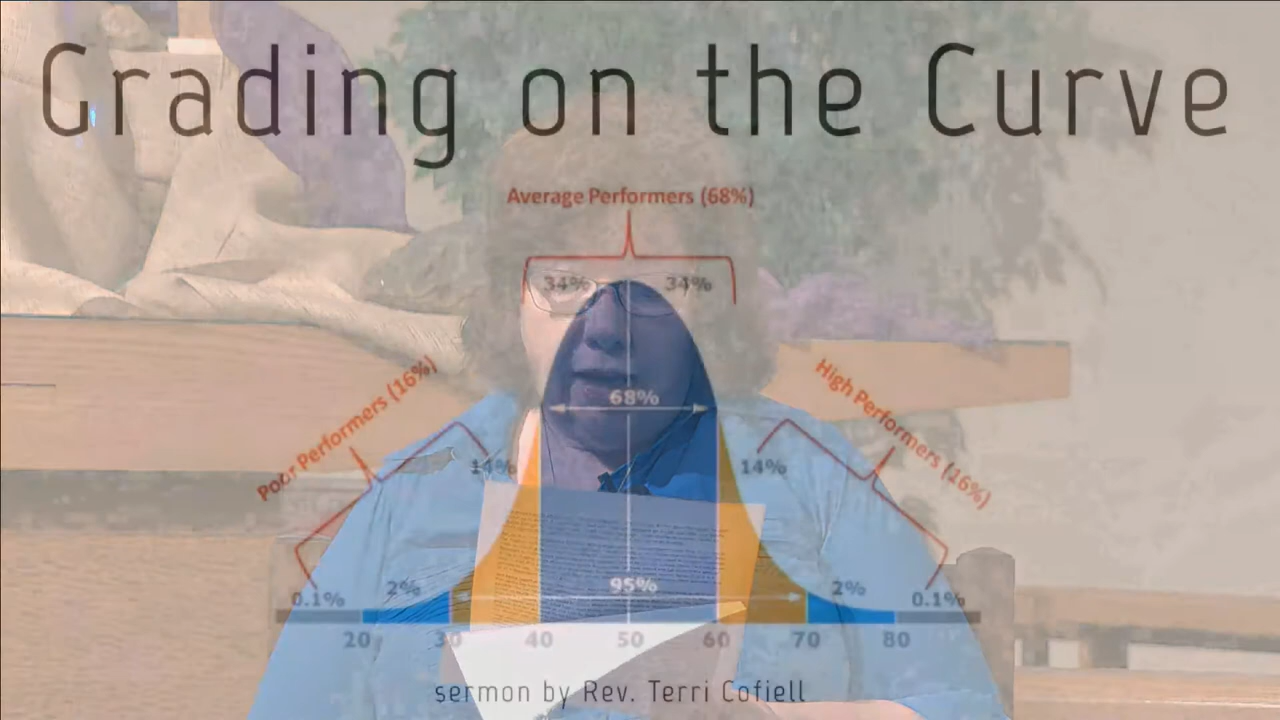 Grading on the Curve
Average Performers (68%)
34% 34%
Poor Performers (16%)
High Performers (16%)
68%
14% 14%
95%
2% 2%
0.1% 0.1%
20 30 40 50 60 70 80
sermon by Rev. Terri Cofiell